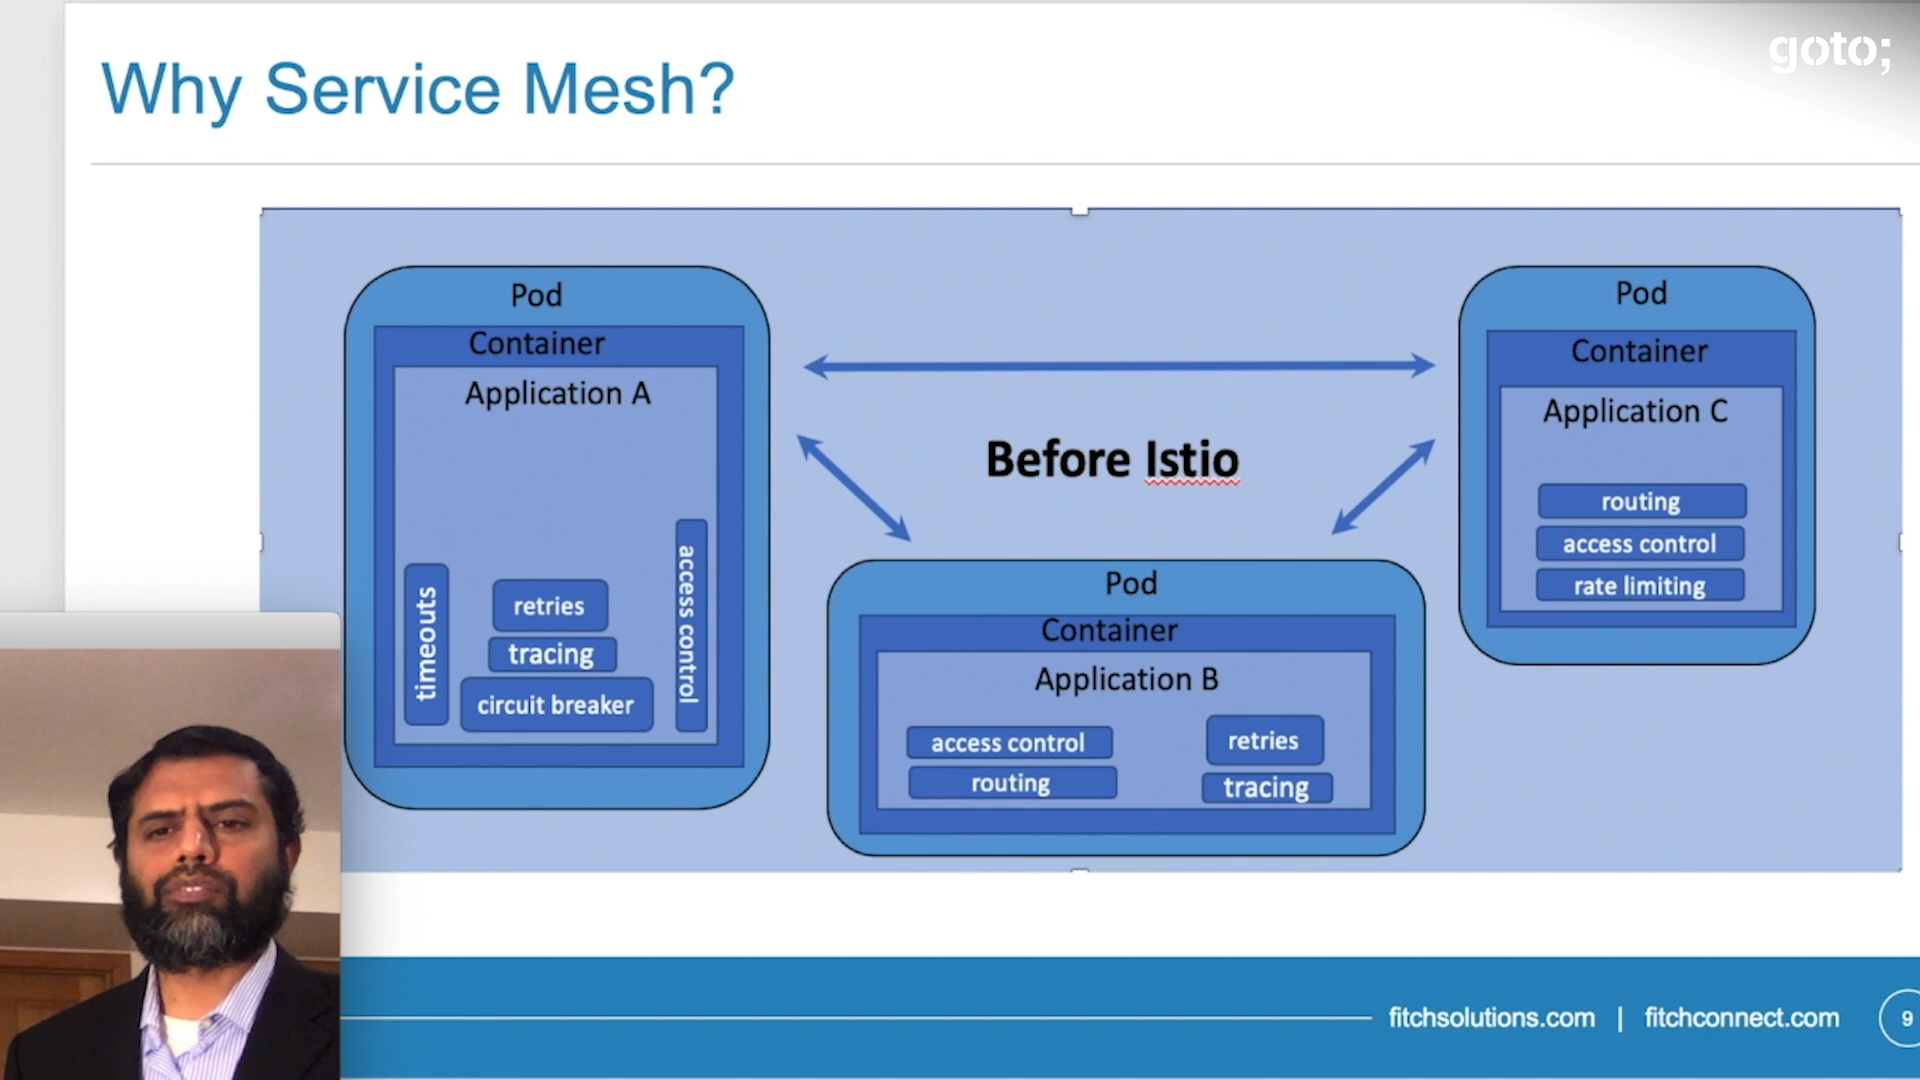 goto;
Why Service Mesh?
Pod
Container
Application A
timeouts
retries
tracing
circuit breaker
access control
Before Istio
Pod
Container
Application B
access control
routing
retries
tracing
Pod
Container
Application C
routing
access control
rate limiting
fitchsolutions.com | fitchconnect.com 9